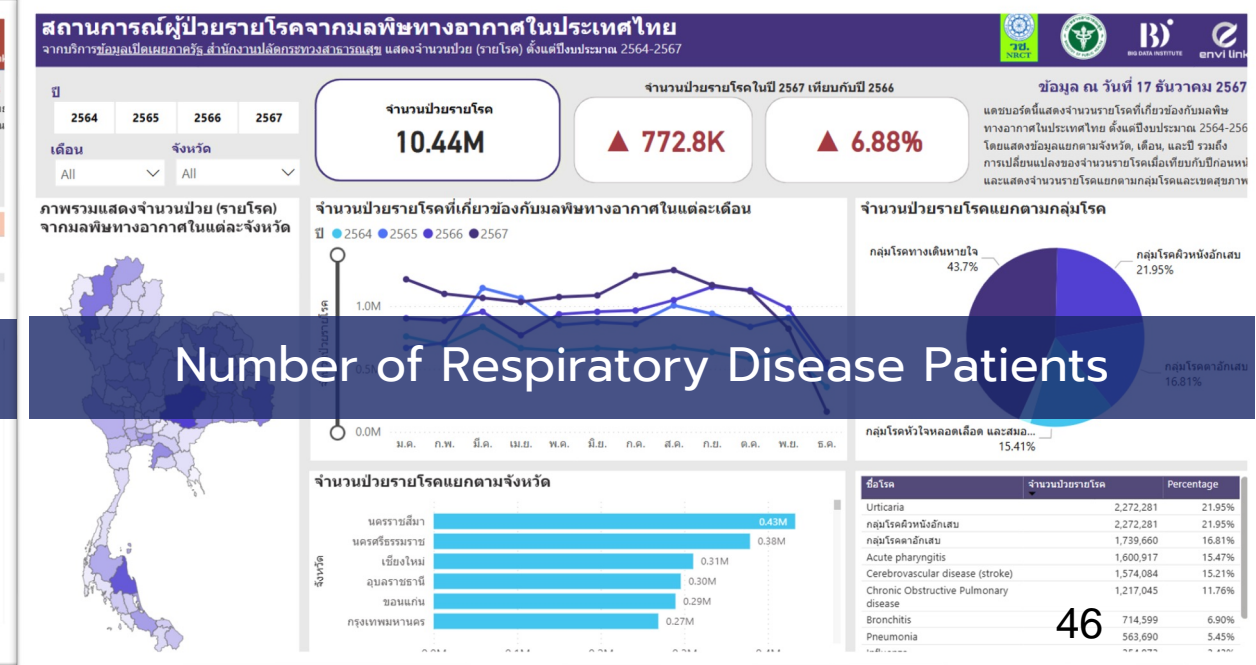 สถานการณ์ผู้ป่วยรายโรคจากมลพิษทางอากาศในประเทศไทย
จากบริการข้อมูลเปิดเผยภาครัฐ สำนักงานปลัดกระทรวงสาธารณสุข แสดงจำนวนป่วย (รายโรค) ตั้งแต่ปีงบประมาณ 2564-2567
วช.
NRCT
BIG DATA INSTITUTE
envi link
ปี
2564 2565 2566 2567
เดือน จังหวัด
All All
จำนวนป่วยรายโรค
10.44M
จำนวนป่วยรายโรคในปี 2567 เทียบกับปี 2566
▲ 772.8K ▲ 6.88%
ข้อมูล ณ วันที่ 17 ธันวาคม 2567
แดชบอร์ดนี้แสดงจำนวนรายโรคที่เกี่ยวข้องกับมลพิษ
ทางอากาศในประเทศไทย ตั้งแต่ปีงบประมาณ 2564-256
โดยแสดงข้อมูลแยกตามจังหวัด, เดือน, และปี รวมถึง
การเปลี่ยนแปลงของจำนวนรายโรคเมื่อเทียบกับปีก่อนหน้
และแสดงจำนวนรายโรคแยกตามกลุ่มโรคและเขตสุขภาพ
ภาพรวมแสดงจำนวนป่วย (รายโรค)
จากมลพิษทางอากาศในแต่ละจังหวัด
จำนวนป่วยรายโรคที่เกี่ยวข้องกับมลพิษทางอากาศในแต่ละเดือน
ปี 2564 2565 2566 2567
1.0M
0.5M
0.0M
ม.ค. ก.พ. มี.ค. เม.ย. พ.ค. มิ.ย. ก.ค. ส.ค. ก.ย. ต.ค. พ.ย. ธ.ค.
จำนวนป่วยรายโรคแยกตามกลุ่มโรค
กลุ่มโรคทางเดินหายใจ
43.7%
กลุ่มโรคผิวหนังอักเสบ
21.95%
กลุ่มโรคตาอักเสบ
16.81%
กลุ่มโรคหัวใจหลอดเลือด และสมอ...
15.41%
Number of Respiratory Disease Patients
จำนวนป่วยรายโรคแยกตามจังหวัด
จังหวัด
นครราชสีมา 0.43M
นครศรีธรรมราช 0.38M
เชียงใหม่ 0.31M
อุบลราชธานี 0.30M
ขอนแก่น 0.29M
กรุงเทพมหานคร 0.27M
ชื่อโรค จำนวนป่วยรายโรค Percentage
Urticaria 2,272,281 21.95%
กลุ่มโรคผิวหนังอักเสบ 2,272,281 21.95%
กลุ่มโรคตาอักเสบ 1,739,660 16.81%
Acute pharyngitis 1,600,917 15.47%
Cerebrovascular disease (stroke) 1,574,084 15.21%
Chronic Obstructive Pulmonary 1,217,045 11.76%
disease
Bronchitis 714,599 6.90%
Pneumonia 563,690 5.45%
46